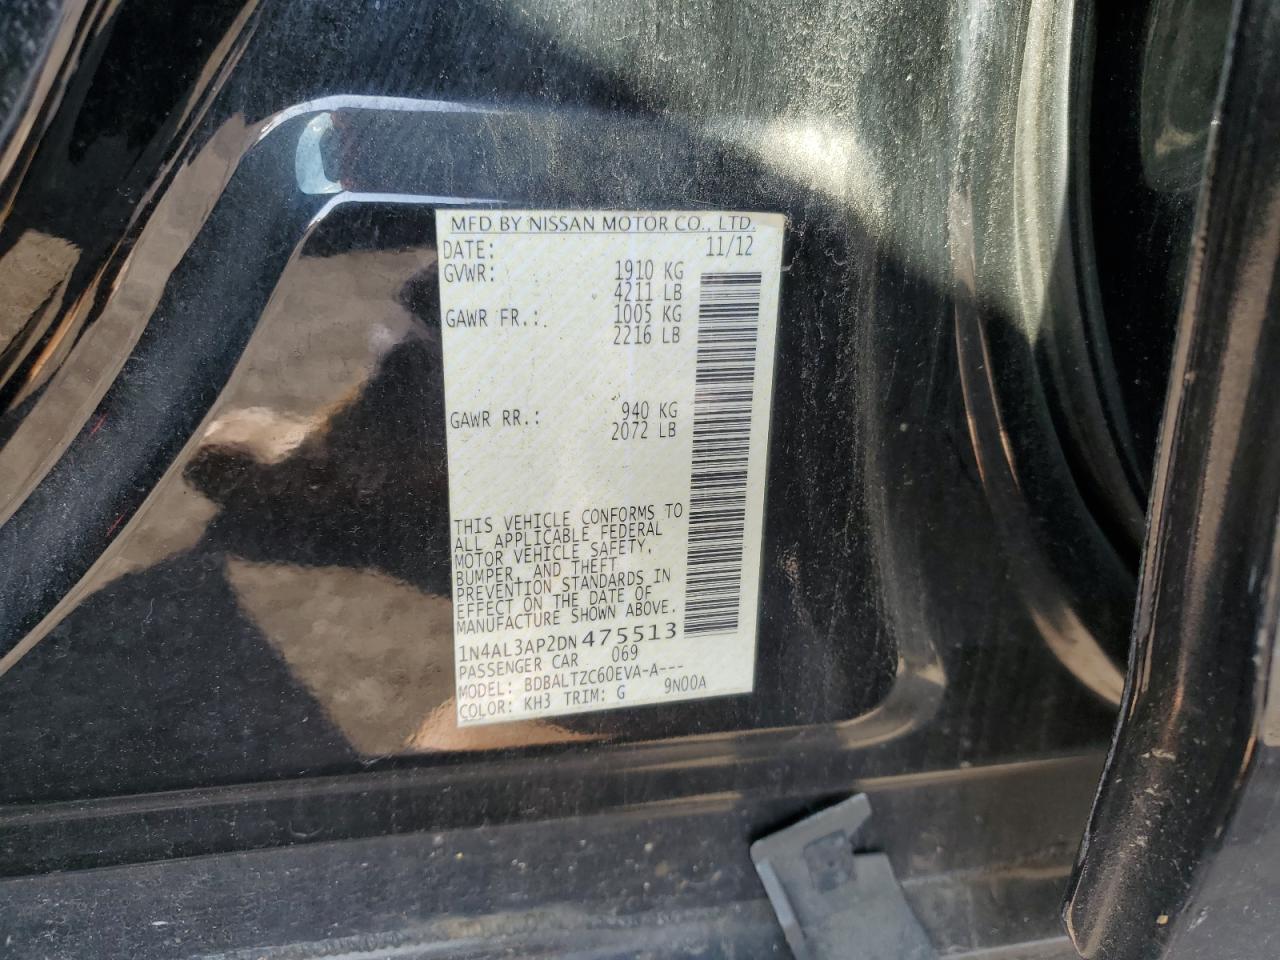 MFD BY NISSAN MOTOR CO., LTD.
DATE: 11/12
GVWR: 1910 KG
4211 LB
GAWR FR.: 1005 KG
2216 LB
GAWR RR.: 940 KG
2072 LB
THIS VEHICLE CONFORMS TO
ALL APPLICABLE FEDERAL
MOTOR VEHICLE SAFETY,
BUMPER, AND THEFT
PREVENTION STANDARDS IN
EFFECT ON THE DATE OF
MANUFACTURE SHOWN ABOVE.
1N4AL3AP2DN475513
PASSENGER CAR 069
MODEL: BDBALTZC60EVA-A---
COLOR: KH3 TRIM: G 9N00A